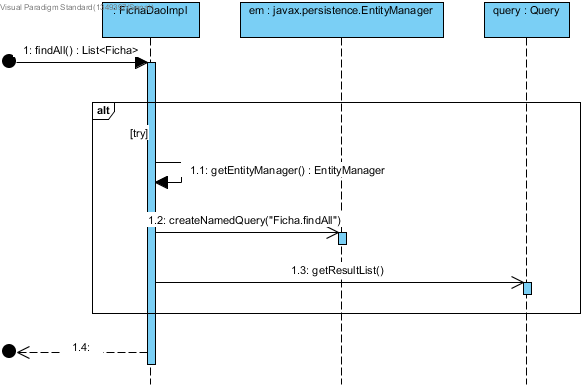 Visual Paradigm Standard
: FichaDaoImpl
em : javax.persistence.EntityManager
query : Query
1: findAll() : List<Ficha>
alt
[try]
1.1: getEntityManager() : EntityManager
1.2: createNamedQuery("Ficha.findAll")
1.3: getResultList()
1.4: